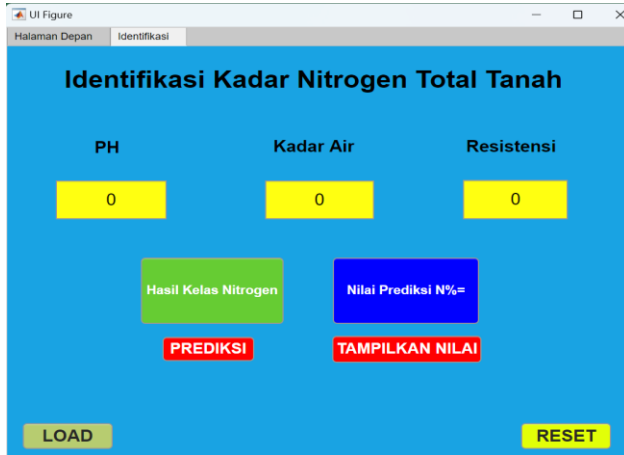 UI Figure
Halaman Depan Identifikasi
Identifikasi Kadar Nitrogen Total Tanah
PH Kadar Air Resistensi
0 0 0
Hasil Kelas Nitrogen Nilai Prediksi N%=
PREDIKSI TAMPILKAN NILAI
LOAD RESET